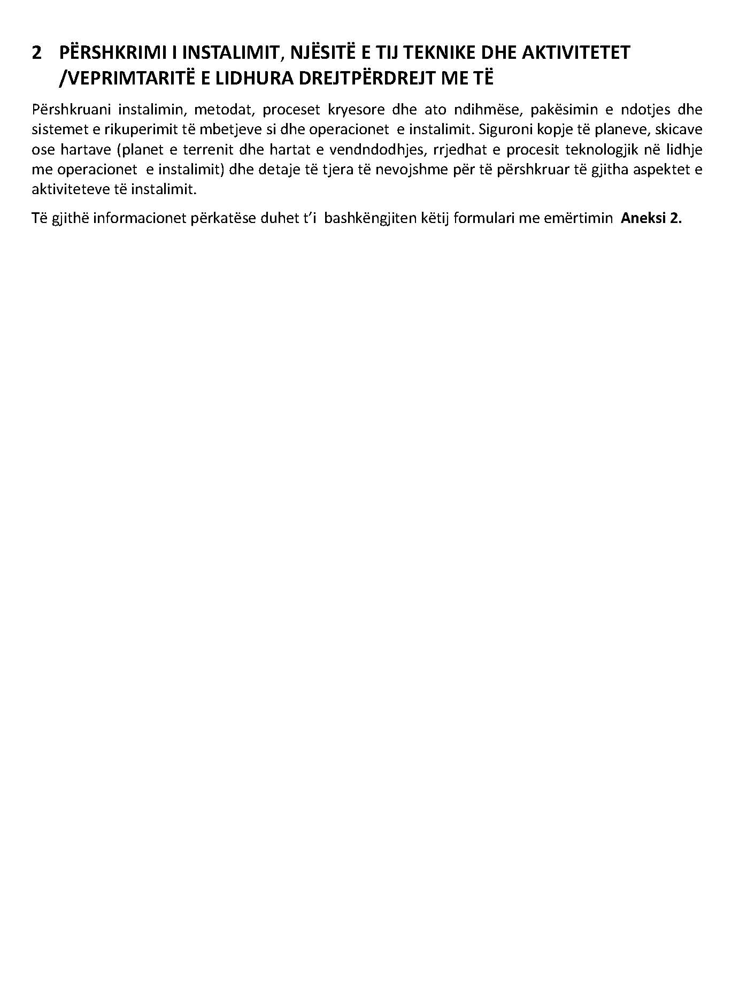 2 PËRSHKRIMI I INSTALIMIT, NJËSITË E TIJ TEKNIKE DHE AKTIVITETET
/VEPRIMTARITË E LIDHURA DREJTPËRDREJT ME TË
Përshkruani instalimin, metodat, proceset kryesore dhe ato ndihmëse, pakësimin e ndotjes dhe
sistemet e rikuperimit të mbetjeve si dhe operacionet e instalimit. Siguroni kopje të planeve, skicave
ose hartave (planet e terrenit dhe hartat e vendndodhjes, rrjedhat e procesit teknologjik në lidhje
me operacionet e instalimit) dhe detaje të tjera të nevojshme për të përshkruar të gjitha aspektet e
aktiviteteve të instalimit.
Të gjithë informacionet përkatëse duhet t’i bashkëngjiten këtij formulari me emërtimin Aneksi 2.